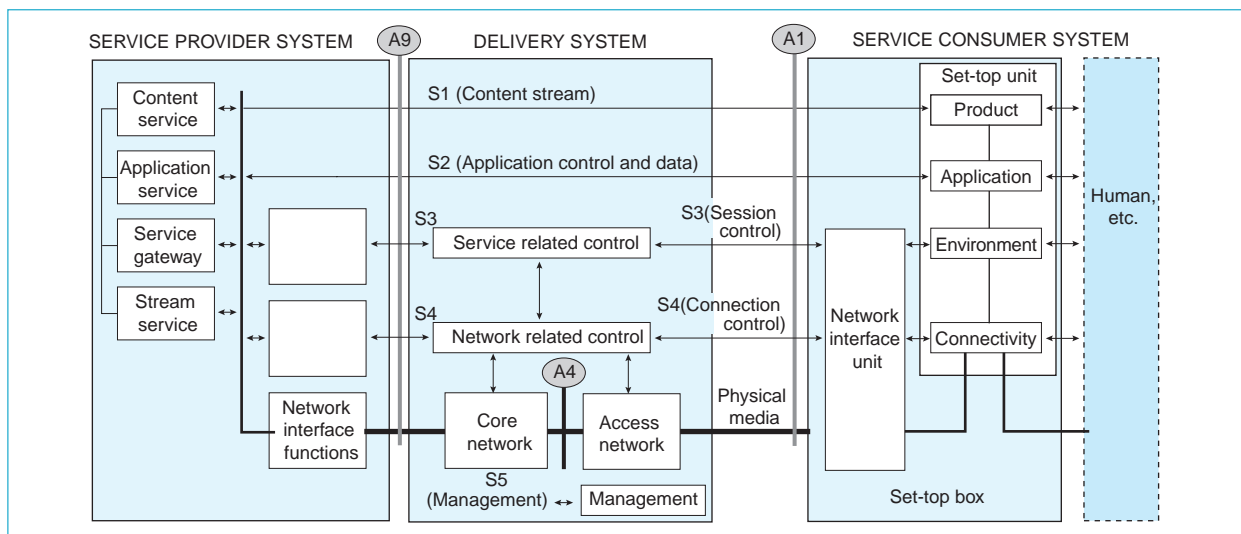 SERVICE PROVIDER SYSTEM
A9
DELIVERY SYSTEM
A1
SERVICE CONSUMER SYSTEM
Content
service
Application
service
Service
gateway
Stream
service
Network
interface
functions
S1 (Content stream)
S2 (Application control and data)
S3
Service related control
S3(Session
control)
S4
Network related control
S4(Connection
control)
A4
Core
network
Access
network
Physical
media
S5
(Management)
Management
Set-top unit
Product
Application
Environment
Connectivity
Network
interface
unit
Set-top box
Human,
etc.